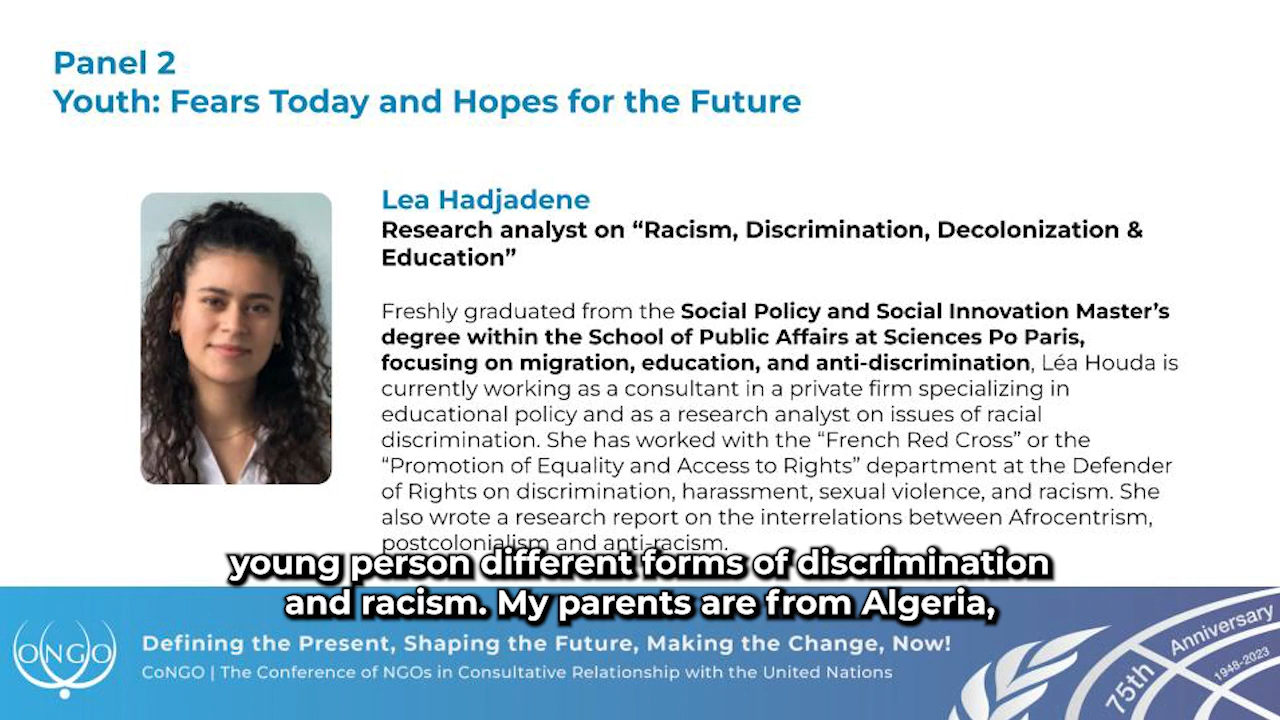 Panel 2
Youth: Fears Today and Hopes for the Future
Lea Hadjadene
Research analyst on “Racism, Discrimination, Decolonization &
Education”
Freshly graduated from the Social Policy and Social Innovation Master’s
degree within the School of Public Affairs at Sciences Po Paris,
focusing on migration, education, and anti-discrimination, Léa Houda is
currently working as a consultant in a private firm specializing in
educational policy and as a research analyst on issues of racial
discrimination. She has worked with the “French Red Cross” or the
“Promotion of Equality and Access to Rights” department at the Defender
of Rights on discrimination, harassment, sexual violence, and racism. She
also wrote a research report on the interrelations between Afrocentrism,
postcolonialism and anti-racism.
young person different forms of discrimination
and racism. My parents are from Algeria,
CONGO
Defining the Present, Shaping the Future, Making the Change, Now!
CoNGO | The Conference of NGOs in Consultative Relationship with the United Nations
75th Anniversary
1948-2023